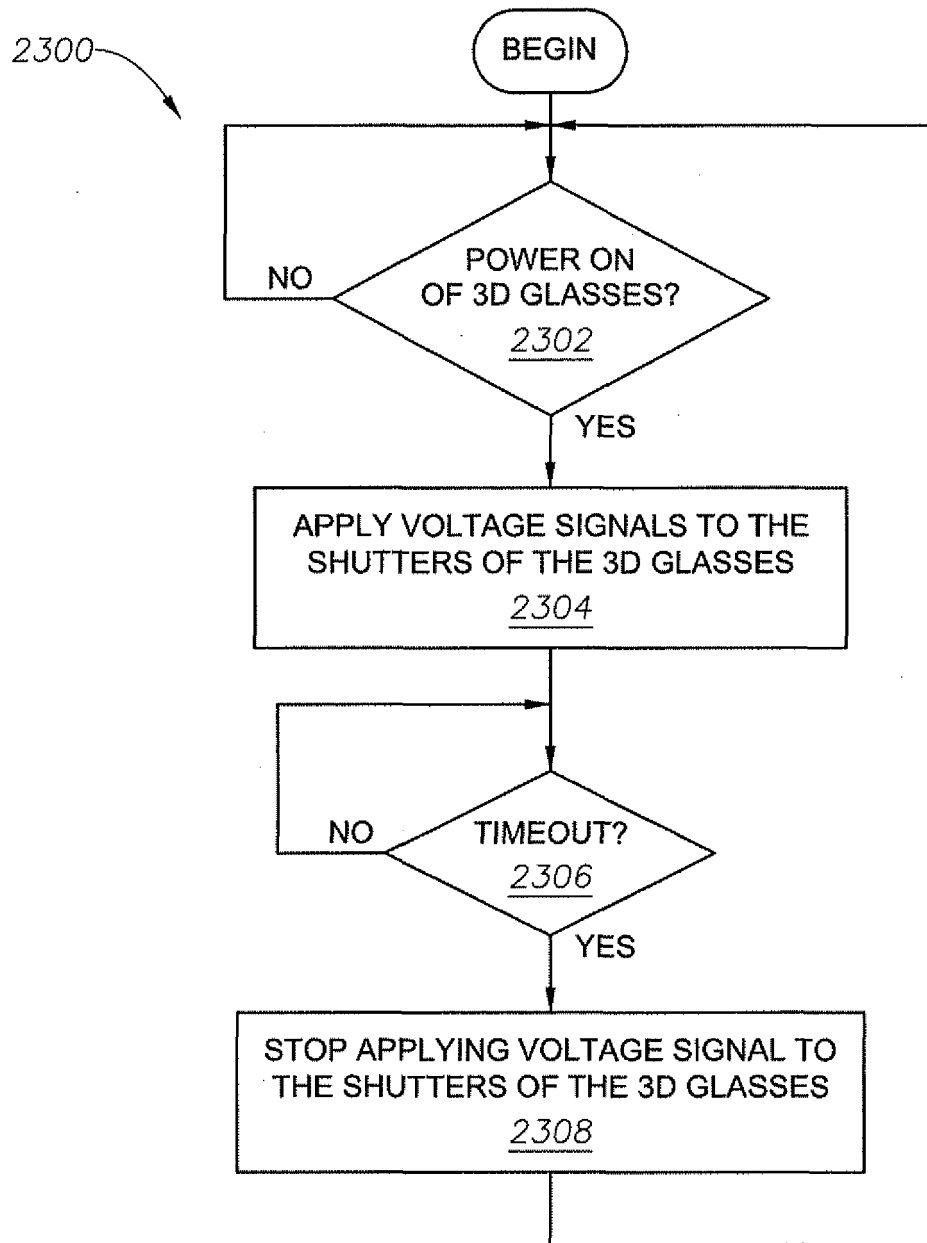 2300
BEGIN
POWER ON
OF 3D GLASSES?
2302
NO
YES
APPLY VOLTAGE SIGNALS TO THE
SHUTTERS OF THE 3D GLASSES
2304
NO
TIMEOUT?
2306
YES
STOP APPLYING VOLTAGE SIGNAL TO
THE SHUTTERS OF THE 3D GLASSES
2308